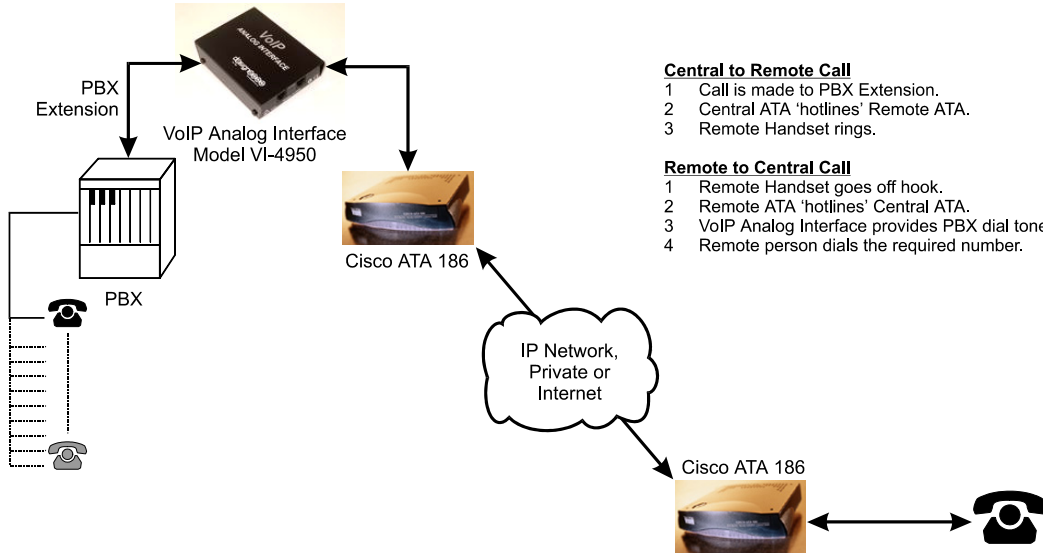 PBX
Extension
VoIP
ANALOG INTERFACE
VoIP Analog Interface
Model VI-4950
PBX
Cisco ATA 186
IP Network,
Private or
Internet
Cisco ATA 186
Central to Remote Call
1 Call is made to PBX Extension.
2 Central ATA ‘hotlines’ Remote ATA.
3 Remote Handset rings.
Remote to Central Call
1 Remote Handset goes off hook.
2 Remote ATA ‘hotlines’ Central ATA.
3 VoIP Analog Interface provides PBX dial tone
4 Remote person dials the required number.